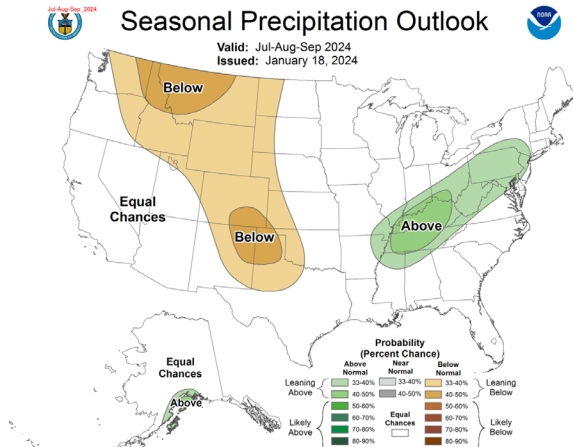 Jul-Aug-Sep_2024
Seasonal Precipitation Outlook
NOAA
Valid: Jul-Aug-Sep 2024
Issued: January 18, 2024
Below
Equal
Chances
Below
Above
Equal
Chances
Above
Probability
(Percent Chance)
Above
Normal
Near
Normal
Below
Normal
Leaning
Above
33-40%
33-40%
33-40%
Leaning
Below
40-50%
40-50%
40-50%
Likely
Above
50-60%
60-70%
70-80%
80-90%
Equal
Chances
50-60%
60-70%
70-80%
80-90%
Likely
Below